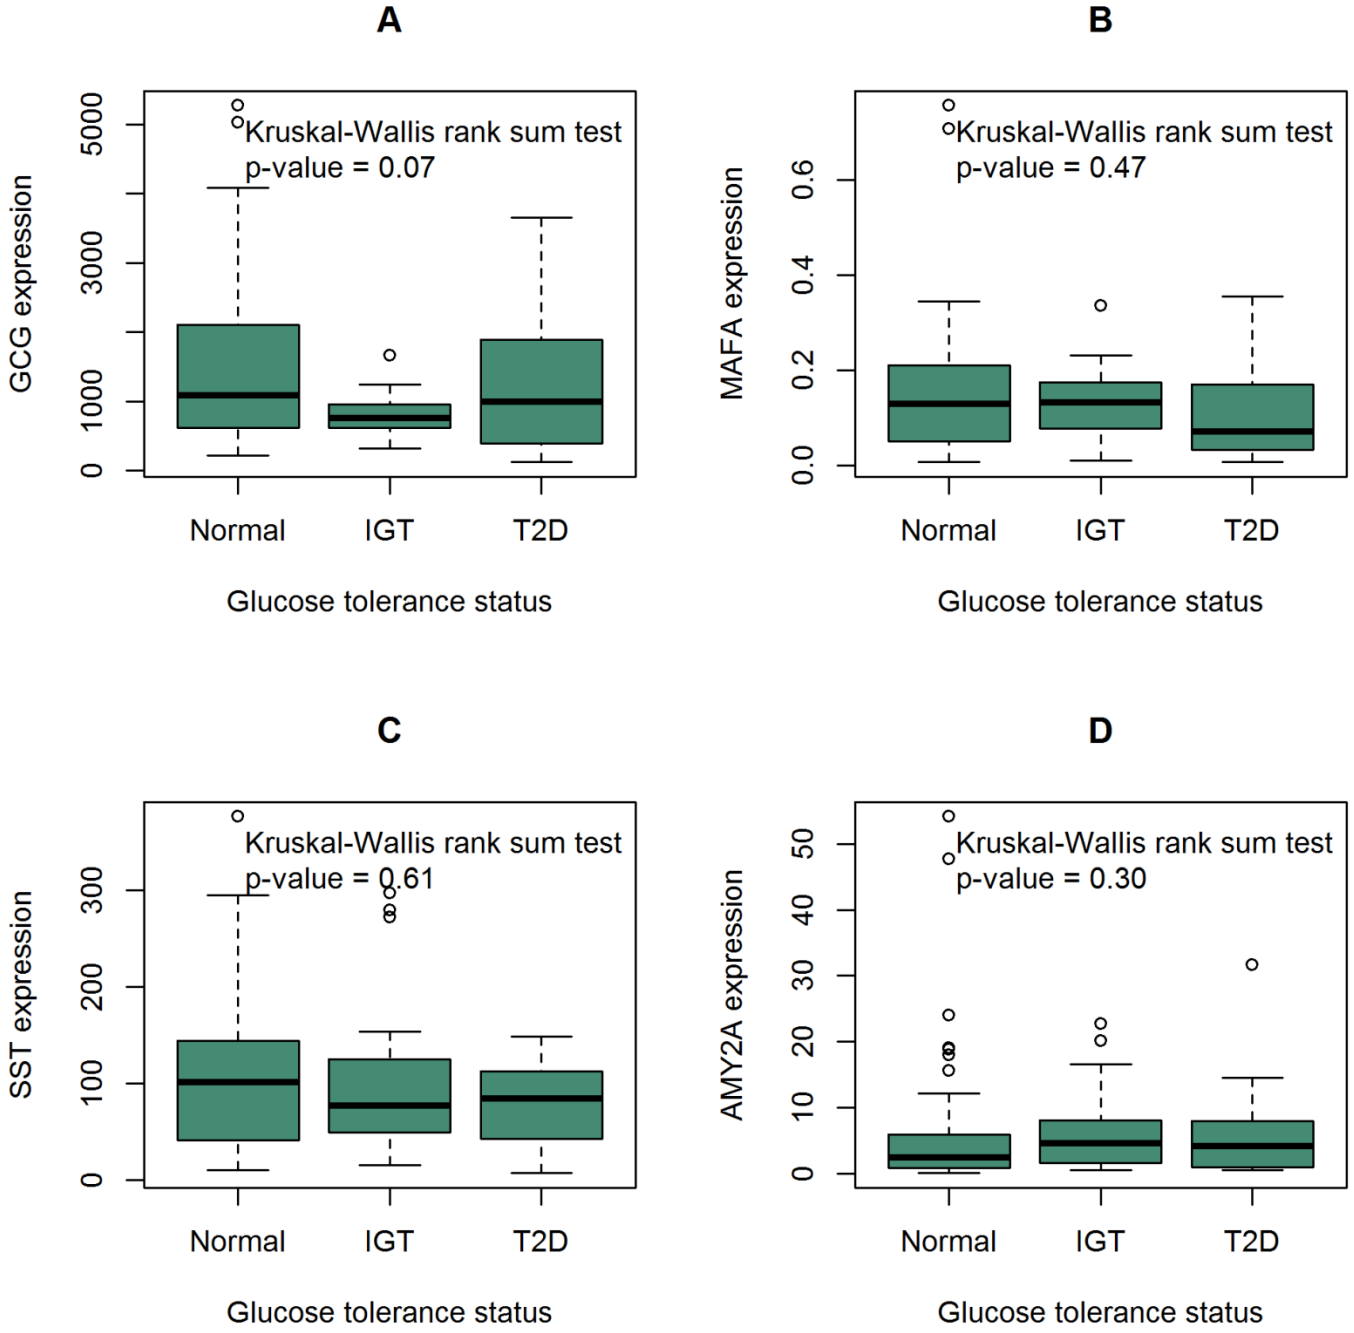 A
GCG expression
5000
3000
1000
0
Kruskal-Wallis rank sum test
p-value = 0.07
Normal IGT T2D
Glucose tolerance status
B
MAFA expression
0.6
0.4
0.2
0.0
Kruskal-Wallis rank sum test
p-value = 0.47
Normal IGT T2D
Glucose tolerance status
C
SST expression
300
200
100
0
Kruskal-Wallis rank sum test
p-value = 0.61
Normal IGT T2D
Glucose tolerance status
D
AMY2A expression
50
40
30
20
10
0
Kruskal-Wallis rank sum test
p-value = 0.30
Normal IGT T2D
Glucose tolerance status